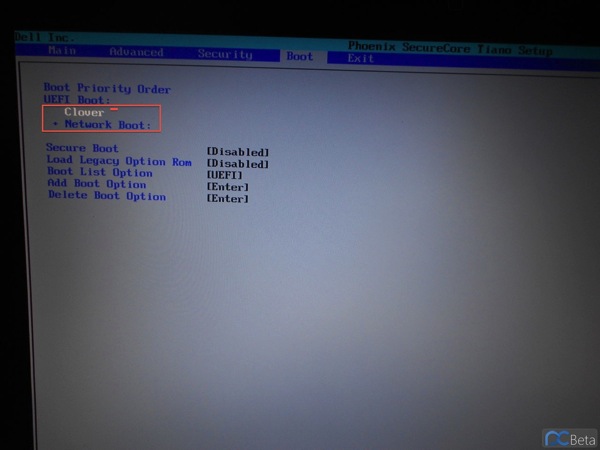 Dell Inc.
Phoenix SecureCore Tiano Setup
Main Advanced Security Boot Exit
Boot Priority Order
UEFI Boot:
Clover
+ Network Boot:
Secure Boot [Disabled]
Load Legacy Option Rom [Disabled]
Boot List Option [UEFI]
Add Boot Option [Enter]
Delete Boot Option [Enter]
Beta